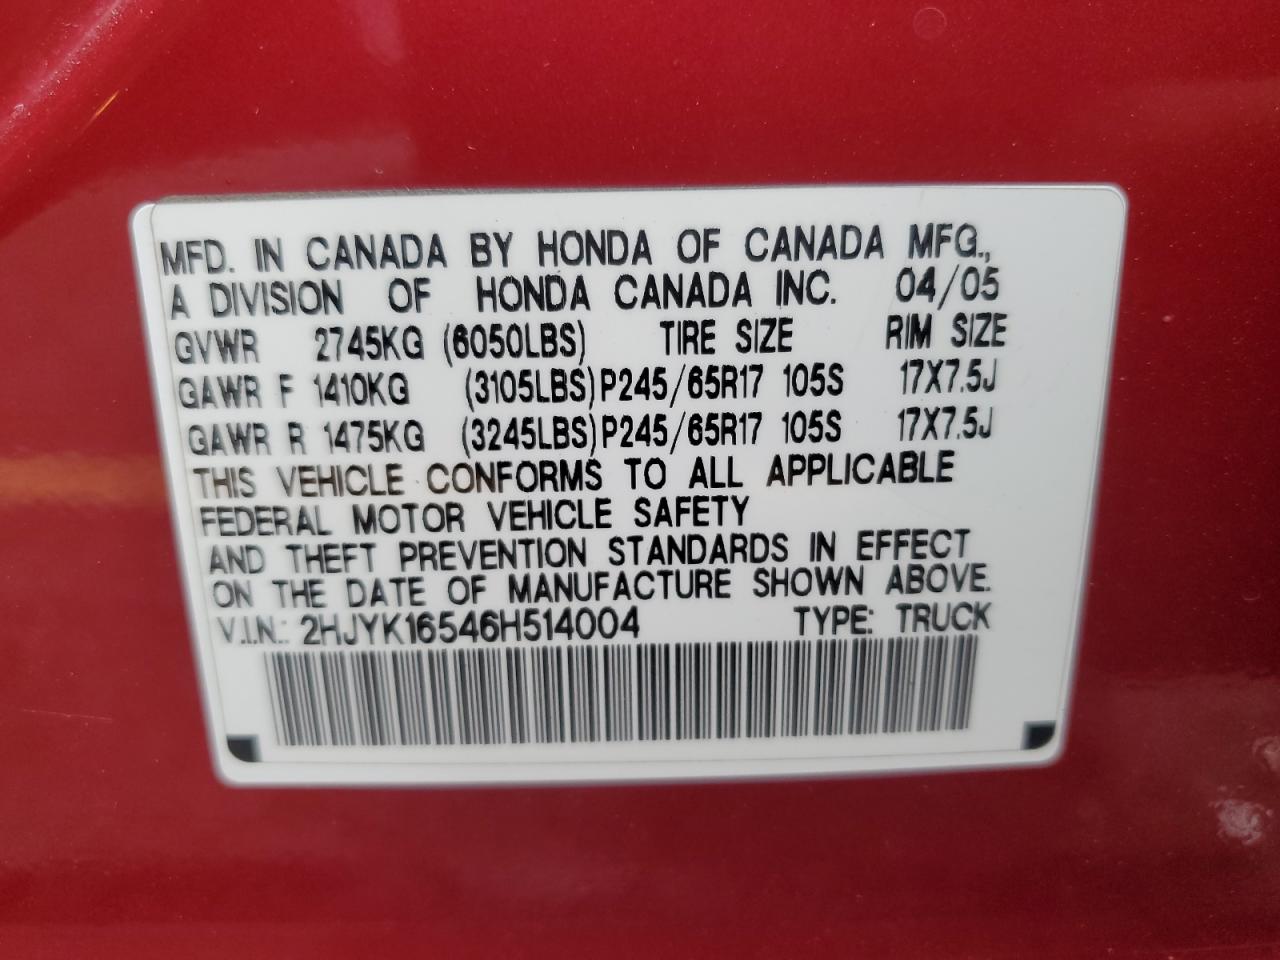 MFD. IN CANADA BY HONDA OF CANADA MFG.,
A DIVISION OF HONDA CANADA INC. 04/05
GVWR 2745KG (6050LBS) TIRE SIZE RIM SIZE
GAWR F 1410KG (3105LBS) P245/65R17 105S 17X7.5J
GAWR R 1475KG (3245LBS) P245/65R17 105S 17X7.5J
THIS VEHICLE CONFORMS TO ALL APPLICABLE
FEDERAL MOTOR VEHICLE SAFETY
AND THEFT PREVENTION STANDARDS IN EFFECT
ON THE DATE OF MANUFACTURE SHOWN ABOVE.
V.I.N.: 2HJYK16546H514004 TYPE: TRUCK